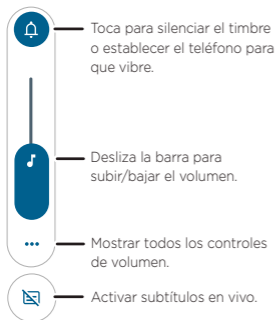 Toca para silenciar el timbre
o establecer el teléfono para
que vibre.
Desliza la barra para
subir/bajar el volumen.
Mostrar todos los controles
de volumen.
Activar subtítulos en vivo.